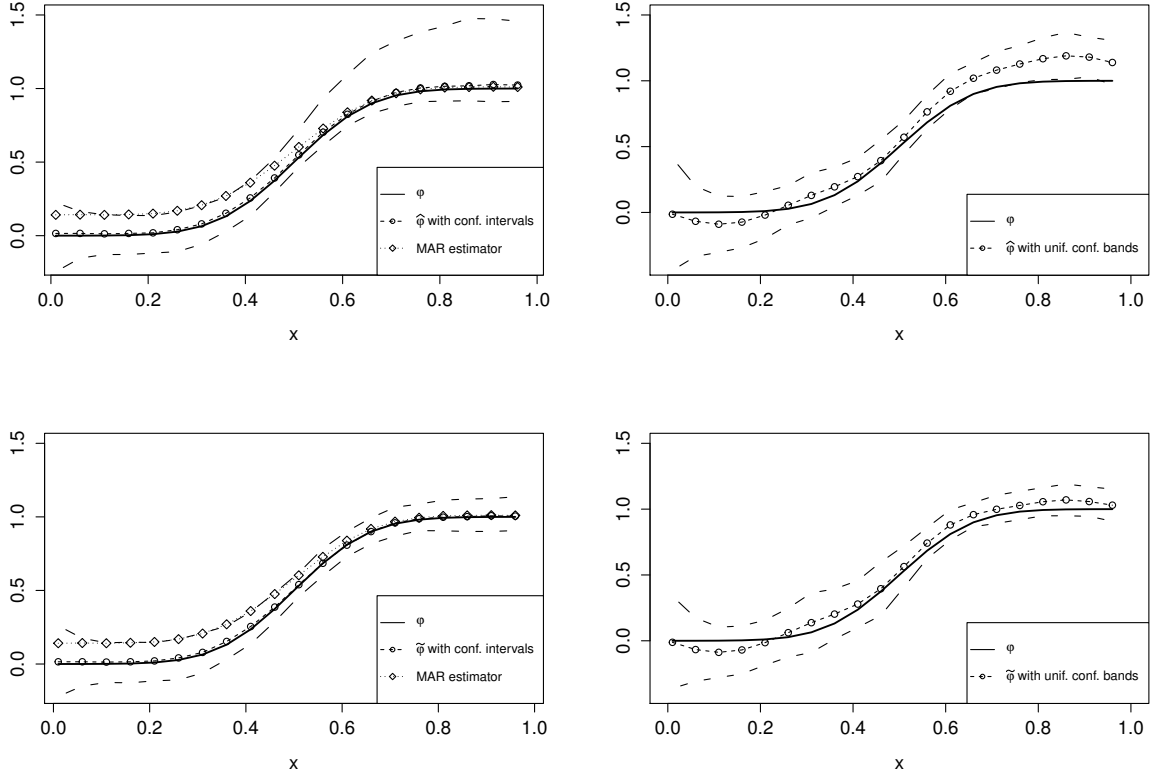 1.5
1.0
0.5
0.0
φ
φ̂ with conf. intervals
MAR estimator
0.0 0.2 0.4 0.6 0.8 1.0
x
1.5
1.0
0.5
0.0
φ
φ̂ with unif. conf. bands
0.0 0.2 0.4 0.6 0.8 1.0
x
1.5
1.0
0.5
0.0
φ
φ̃ with conf. intervals
MAR estimator
0.0 0.2 0.4 0.6 0.8 1.0
x
1.5
1.0
0.5
0.0
φ
φ̃ with unif. conf. bands
0.0 0.2 0.4 0.6 0.8 1.0
x